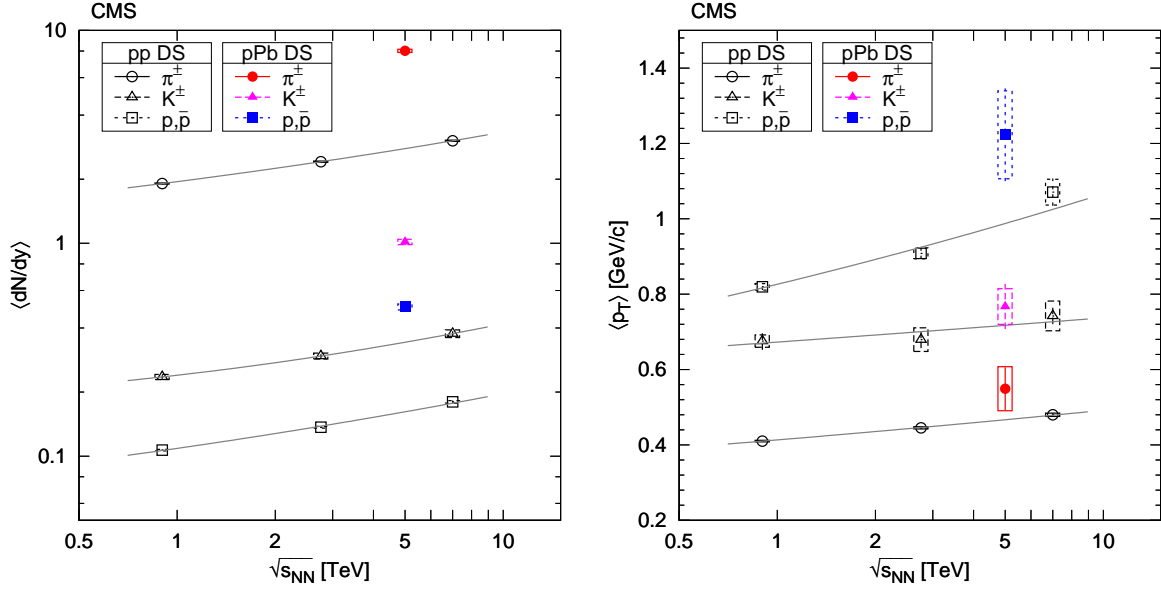 CMS
10
1
0.1
⟨dN/dy⟩
pp DS
π±
K±
p,p̄
pPb DS
π±
K±
p,p̄
0.5 1 2 5 10
√sNN [TeV]
CMS
1.4
1.2
1
0.8
0.6
0.4
0.2
⟨pT⟩ [GeV/c]
pp DS
π±
K±
p,p̄
pPb DS
π±
K±
p,p̄
0.5 1 2 5 10
√sNN [TeV]